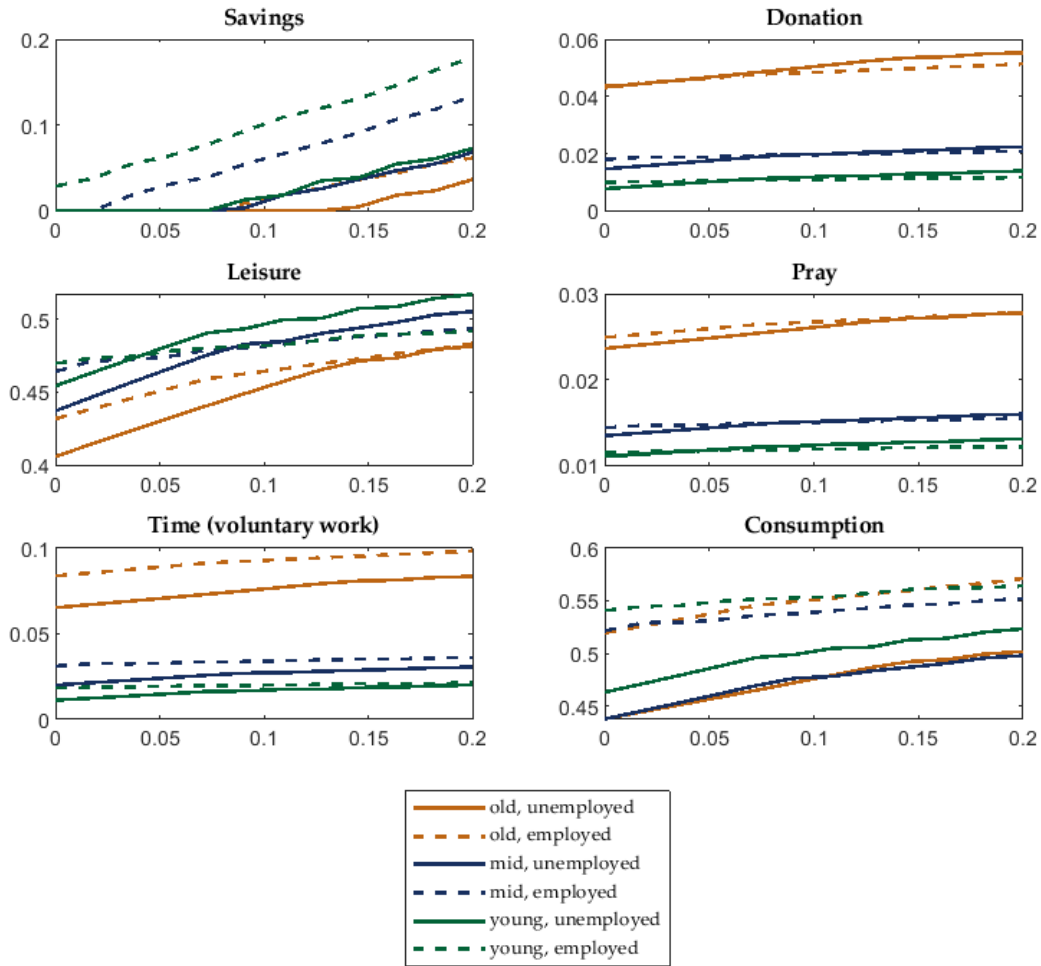 Savings
0.2
0.1
0
0 0.05 0.1 0.15 0.2
Donation
0.06
0.04
0.02
0
0 0.05 0.1 0.15 0.2
Leisure
0.5
0.45
0.4
0 0.05 0.1 0.15 0.2
Pray
0.03
0.02
0.01
0 0.05 0.1 0.15 0.2
Time (voluntary work)
0.1
0.05
0
0 0.05 0.1 0.15 0.2
Consumption
0.6
0.55
0.5
0.45
0 0.05 0.1 0.15 0.2
old, unemployed
old, employed
mid, unemployed
mid, employed
young, unemployed
young, employed